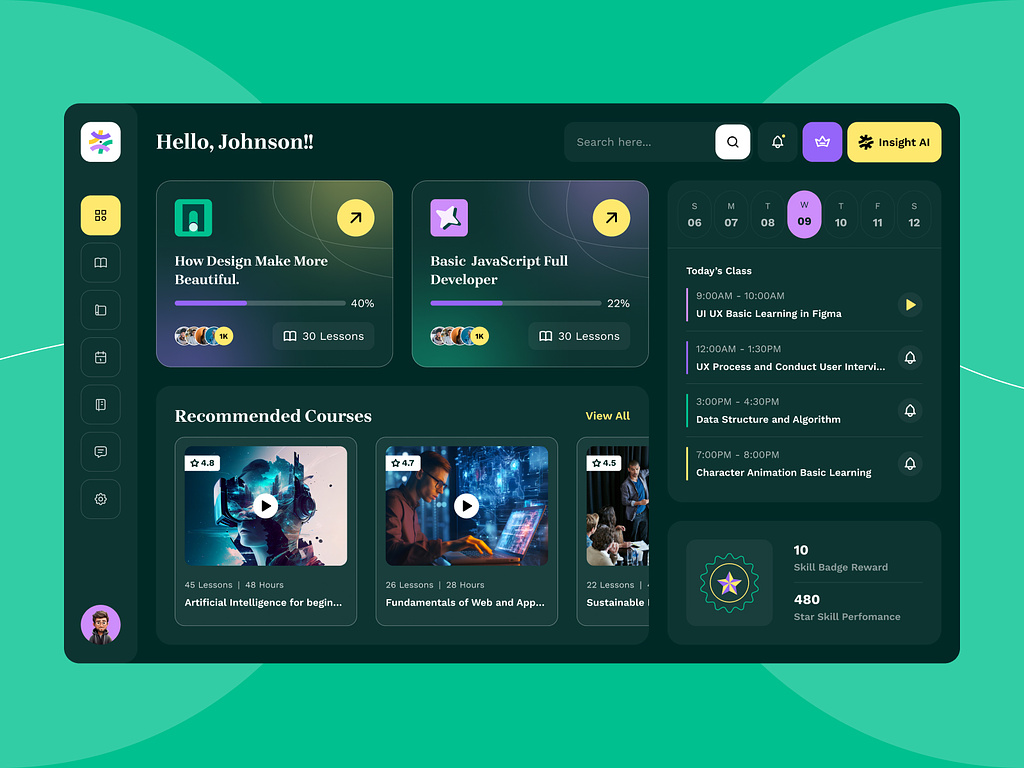 Hello, Johnson!!
Search here...
Insight AI
How Design Make More
Beautiful.
40%
1K
30 Lessons
Basic JavaScript Full
Developer
22%
1K
30 Lessons
S M T W T F S
06 07 08 09 10 11 12
Today's Class
9:00AM - 10:00AM
UI UX Basic Learning in Figma
12:00AM - 1:30PM
UX Process and Conduct User Intervi...
3:00PM - 4:30PM
Data Structure and Algorithm
7:00PM - 8:00PM
Character Animation Basic Learning
Recommended Courses
View All
4.8
45 Lessons | 48 Hours
Artificial Intelligence for begin...
4.7
26 Lessons | 28 Hours
Fundamentals of Web and App...
4.5
22 Lessons |
Sustainable
10
Skill Badge Reward
480
Star Skill Perfomance